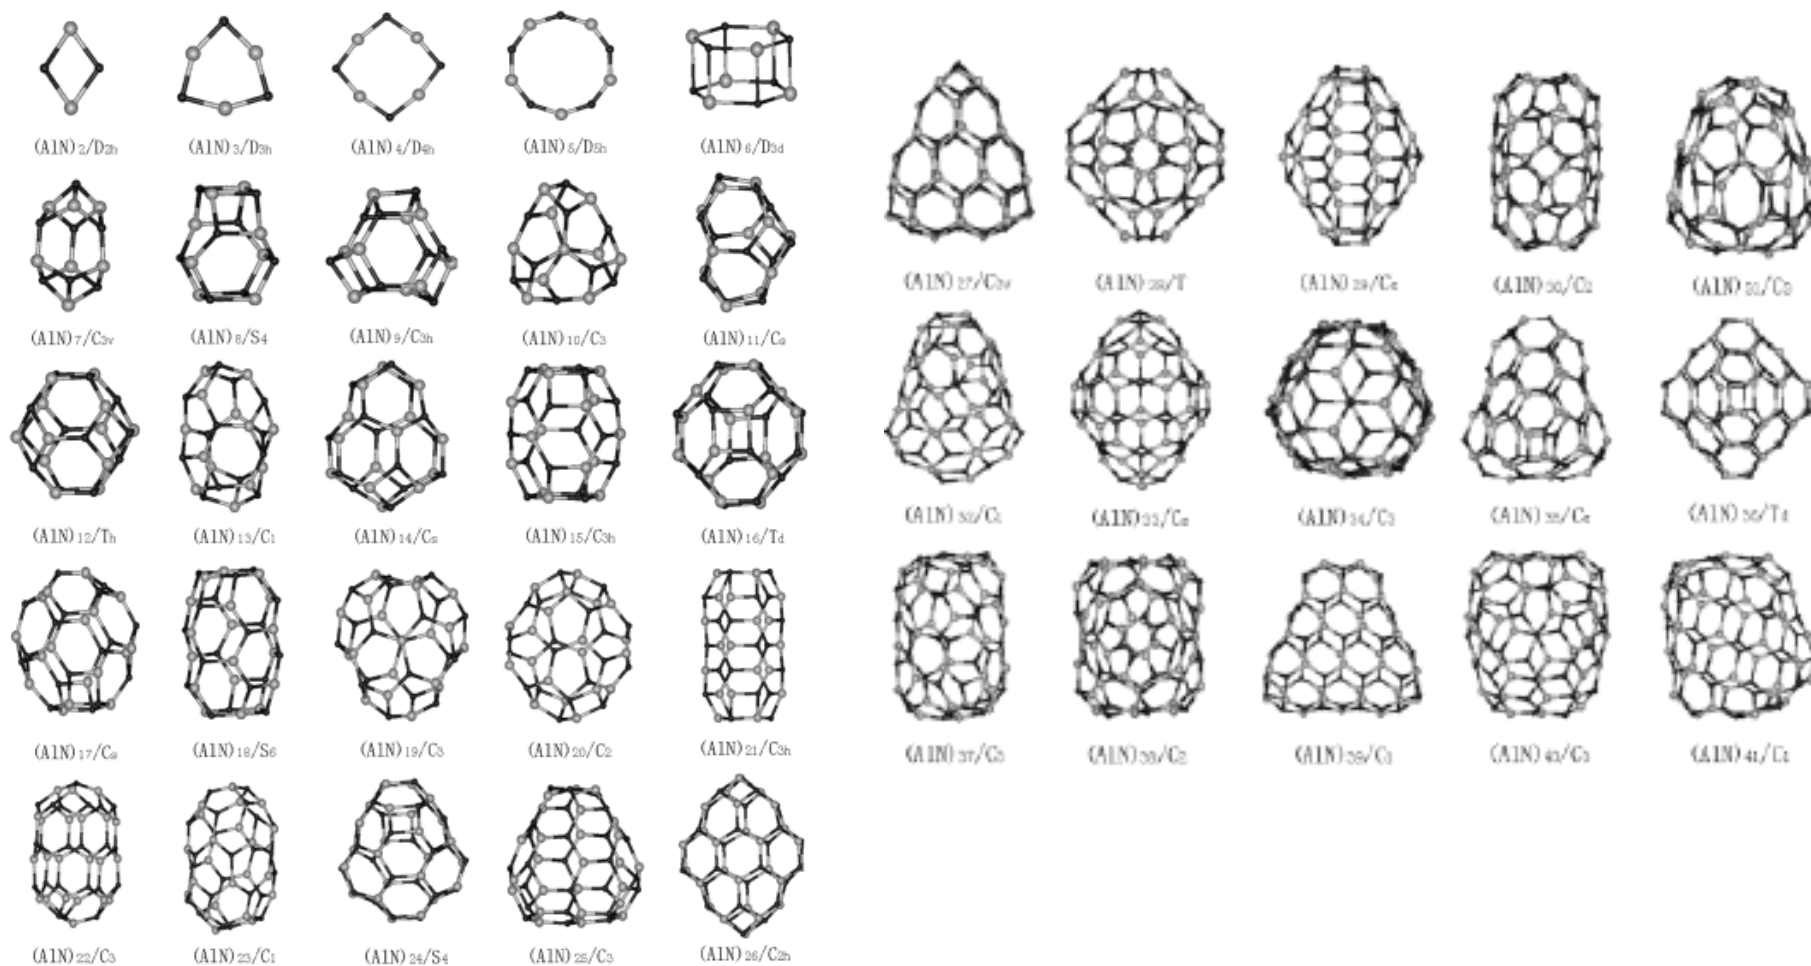 (AlN)2/D2h (AlN)3/D3h (AlN)4/D4h (AlN)5/D5h (AlN)6/D3d
(AlN)7/C3v (AlN)8/S4 (AlN)9/C3h (AlN)10/C3 (AlN)11/Cs
(AlN)12/Th (AlN)13/C1 (AlN)14/Cs (AlN)15/C3h (AlN)16/Td
(AlN)17/Cs (AlN)18/S6 (AlN)19/C3 (AlN)20/C2 (AlN)21/C3h
(AlN)22/C3 (AlN)23/C1 (AlN)24/S4 (AlN)25/C3 (AlN)26/C2h
(AlN)27/C3v (AlN)28/T (AlN)29/Cs (AlN)30/C2 (AlN)31/C3
(AlN)32/C1 (AlN)33/Cs (AlN)34/C3 (AlN)35/Cs (AlN)36/Td
(AlN)37/C3 (AlN)38/C2 (AlN)39/C3 (AlN)40/C3 (AlN)41/C1